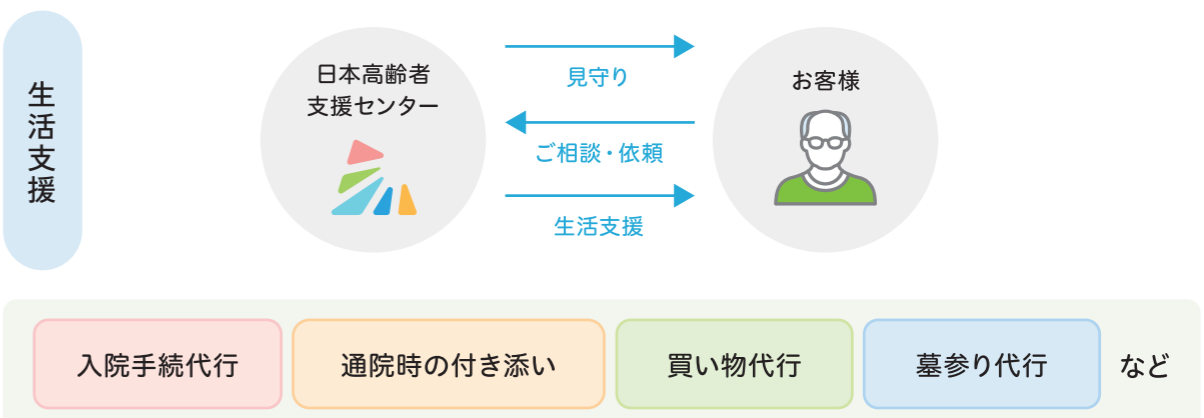 生活支援
日本高齢者
支援センター
見守り
ご相談・依頼
生活支援
お客様
入院手続代行
通院時の付き添い
買い物代行
墓参り代行
など